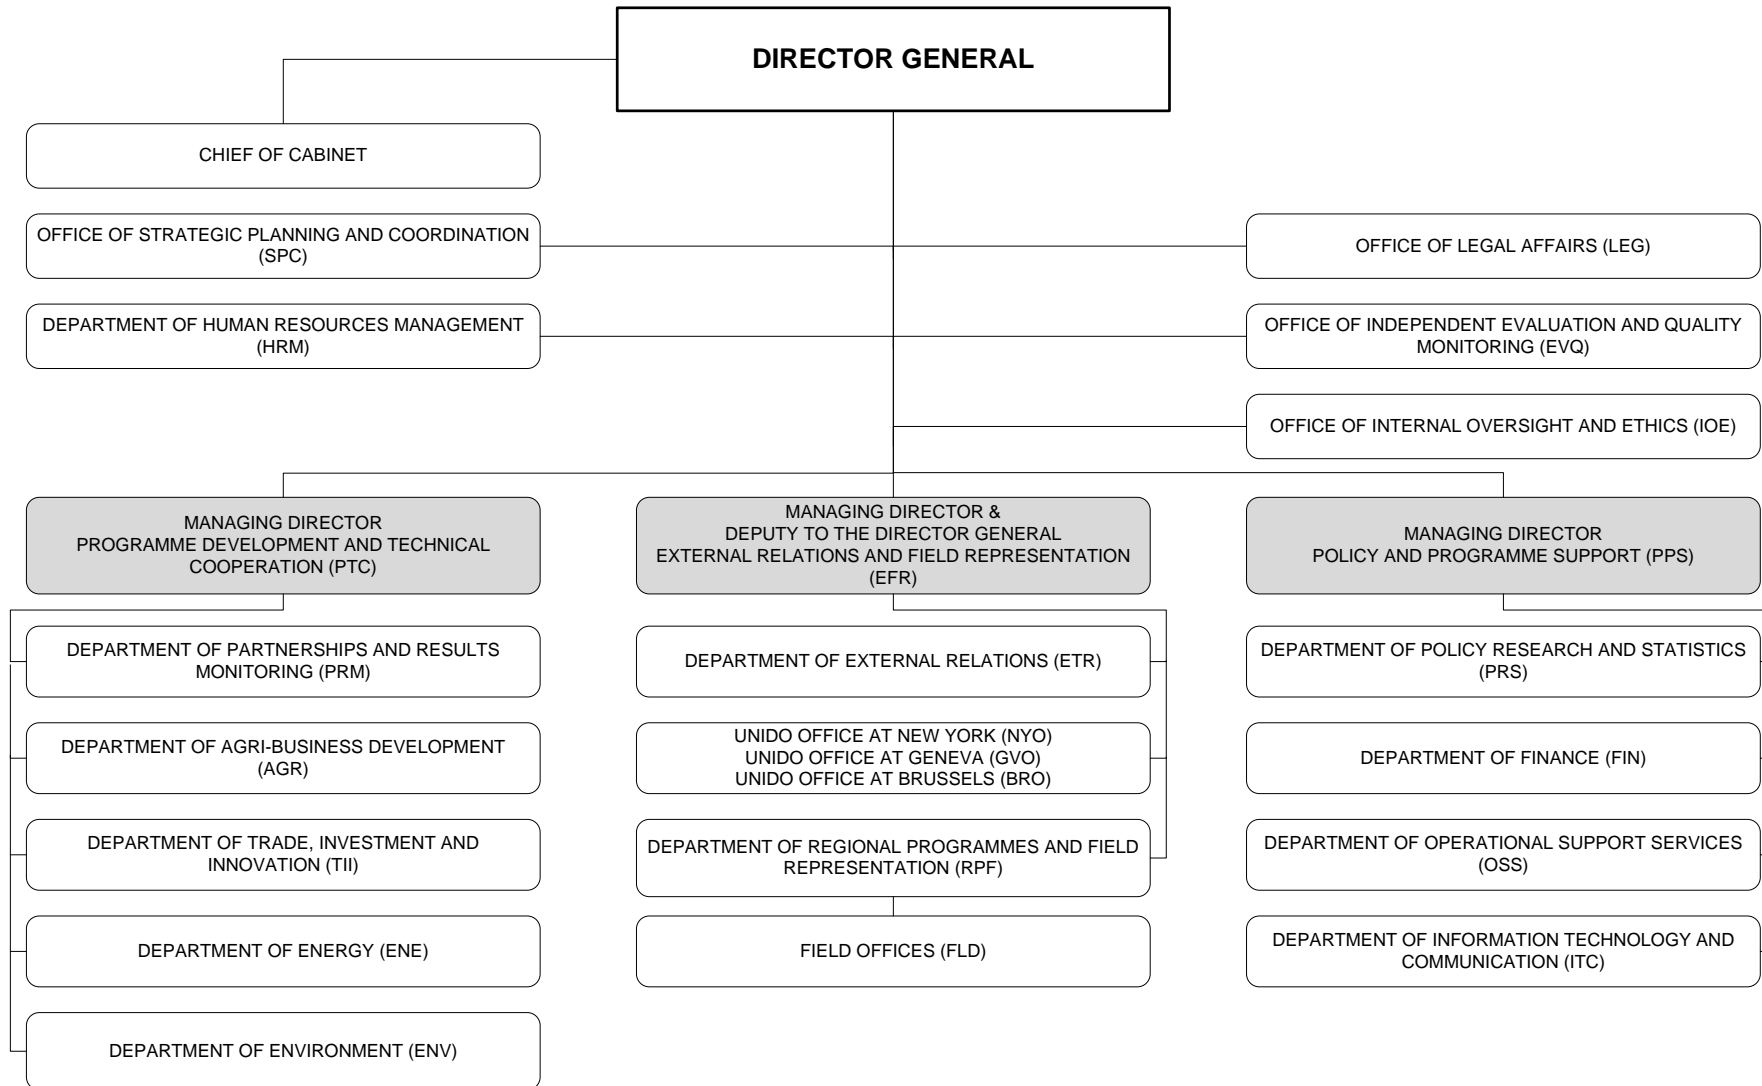 DIRECTOR GENERAL
CHIEF OF CABINET
OFFICE OF STRATEGIC PLANNING AND COORDINATION
(SPC)
OFFICE OF LEGAL AFFAIRS (LEG)
DEPARTMENT OF HUMAN RESOURCES MANAGEMENT
(HRM)
OFFICE OF INDEPENDENT EVALUATION AND QUALITY
MONITORING (EVQ)
OFFICE OF INTERNAL OVERSIGHT AND ETHICS (IOE)
MANAGING DIRECTOR
PROGRAMME DEVELOPMENT AND TECHNICAL
COOPERATION (PTC)
MANAGING DIRECTOR &
DEPUTY TO THE DIRECTOR GENERAL
EXTERNAL RELATIONS AND FIELD REPRESENTATION
(EFR)
MANAGING DIRECTOR
POLICY AND PROGRAMME SUPPORT (PPS)
DEPARTMENT OF PARTNERSHIPS AND RESULTS
MONITORING (PRM)
DEPARTMENT OF EXTERNAL RELATIONS (ETR)
DEPARTMENT OF POLICY RESEARCH AND STATISTICS
(PRS)
DEPARTMENT OF AGRI-BUSINESS DEVELOPMENT
(AGR)
UNIDO OFFICE AT NEW YORK (NYO)
UNIDO OFFICE AT GENEVA (GVO)
UNIDO OFFICE AT BRUSSELS (BRO)
DEPARTMENT OF FINANCE (FIN)
DEPARTMENT OF TRADE, INVESTMENT AND
INNOVATION (TII)
DEPARTMENT OF REGIONAL PROGRAMMES AND FIELD
REPRESENTATION (RPF)
DEPARTMENT OF OPERATIONAL SUPPORT SERVICES
(OSS)
DEPARTMENT OF ENERGY (ENE)
FIELD OFFICES (FLD)
DEPARTMENT OF INFORMATION TECHNOLOGY AND
COMMUNICATION (ITC)
DEPARTMENT OF ENVIRONMENT (ENV)